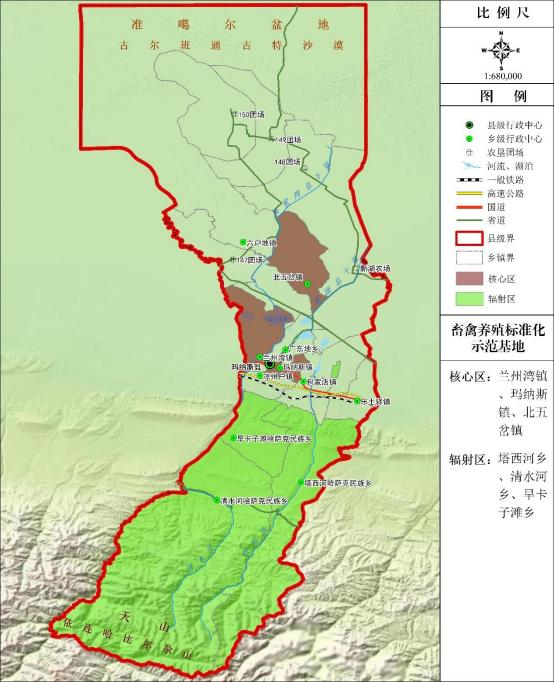 准噶尔盆地
古尔班通古特沙漠
150团场
149团场
148团场
六户地镇
147团场
新湖农场
北五岔镇
广东地乡
兰州湾镇
玛纳斯县
玛纳斯镇
凉州户镇
包家店镇
乐土驿镇
旱卡子滩哈萨克民族乡
塔西河哈萨克民族乡
清水河哈萨克民族乡
天山
依连哈比尔尕山
比例尺
N
W
E
S
1:680,000
图例
县级行政中心
乡级行政中心
农垦团场
河流、湖泊
一般铁路
高速公路
国道
省道
县级界
乡镇界
核心区
辐射区
畜禽养殖标准化
示范基地
核心区：兰州湾镇
、玛纳斯
镇、北五
岔镇
辐射区：塔西河乡
、清水河
乡、旱卡
子滩乡